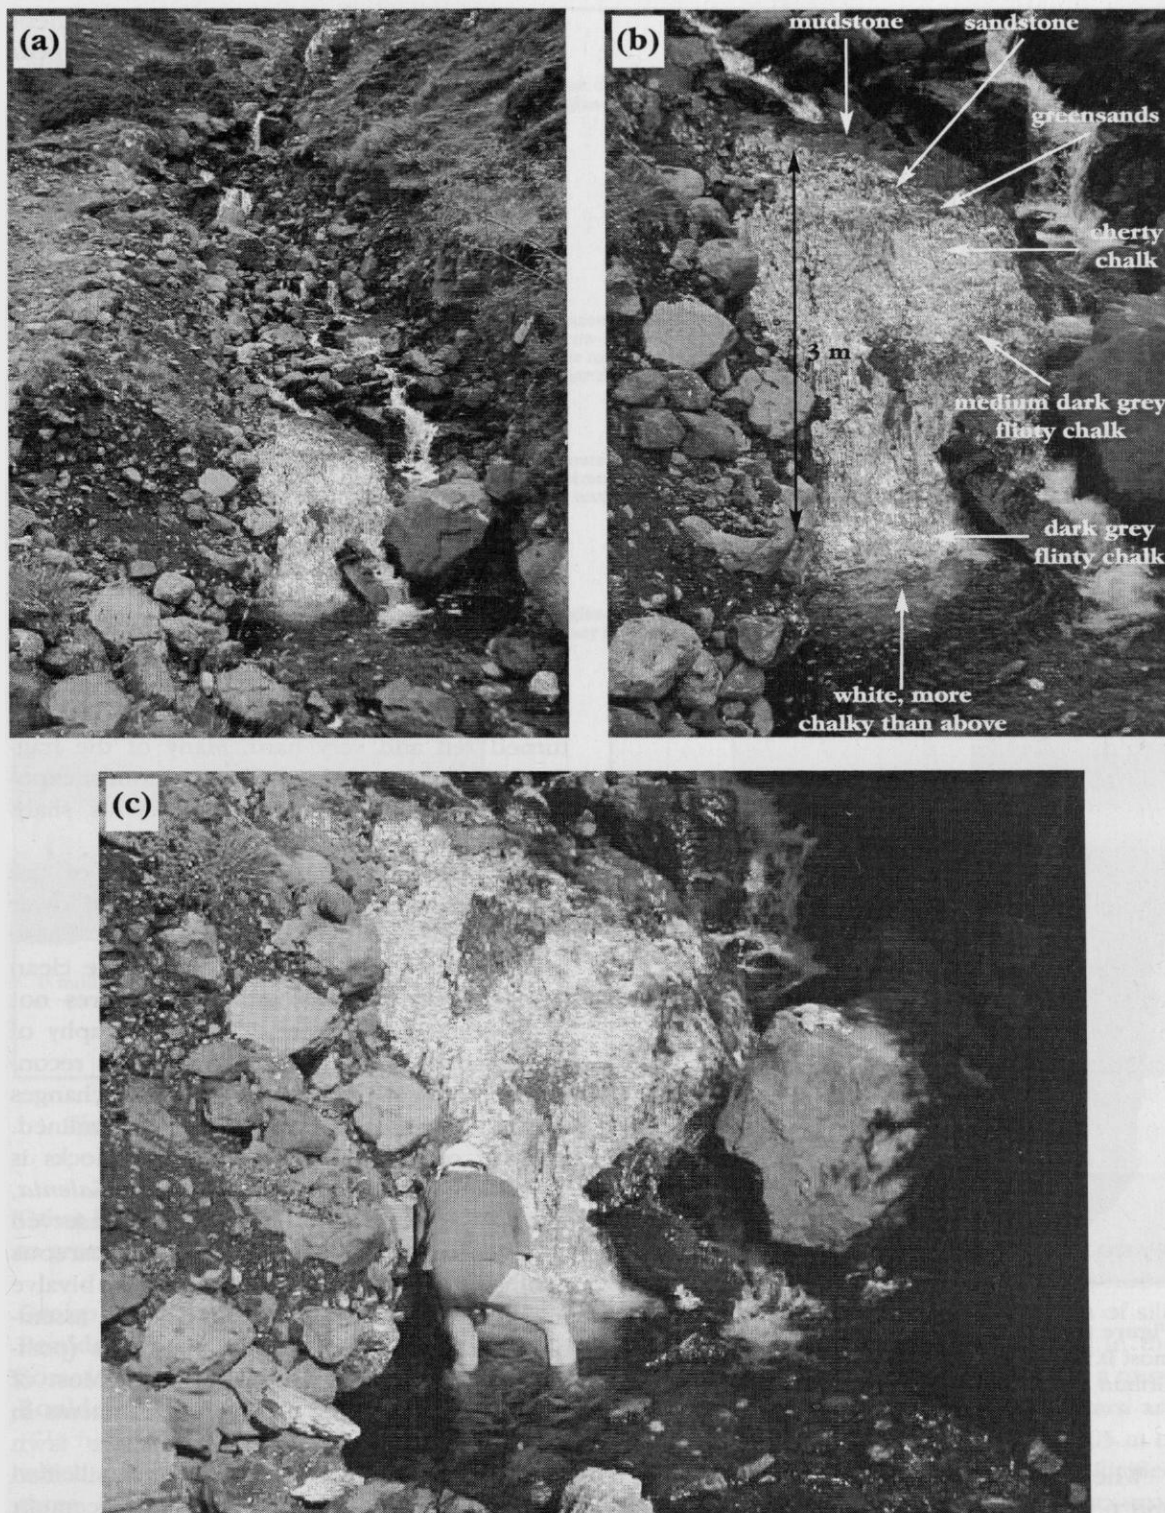 (a)
(b)
mudstone
sandstone
greensands
cherty
chalk
3 m
medium dark grey
flinty chalk
dark grey
flinty chalk
white, more
chalky than above
(c)